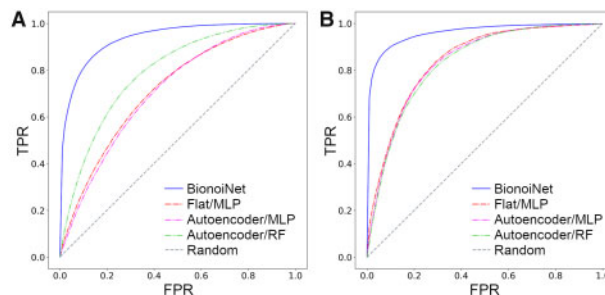 A
1.0
0.8
0.6
0.4
0.2
0.0
TPR
BionoiNet
Flat/MLP
Autoencoder/MLP
Autoencoder/RF
Random
0.0 0.2 0.4 0.6 0.8 1.0
FPR
B
1.0
0.8
0.6
0.4
0.2
0.0
TPR
BionoiNet
Flat/MLP
Autoencoder/MLP
Autoencoder/RF
Random
0.0 0.2 0.4 0.6 0.8 1.0
FPR